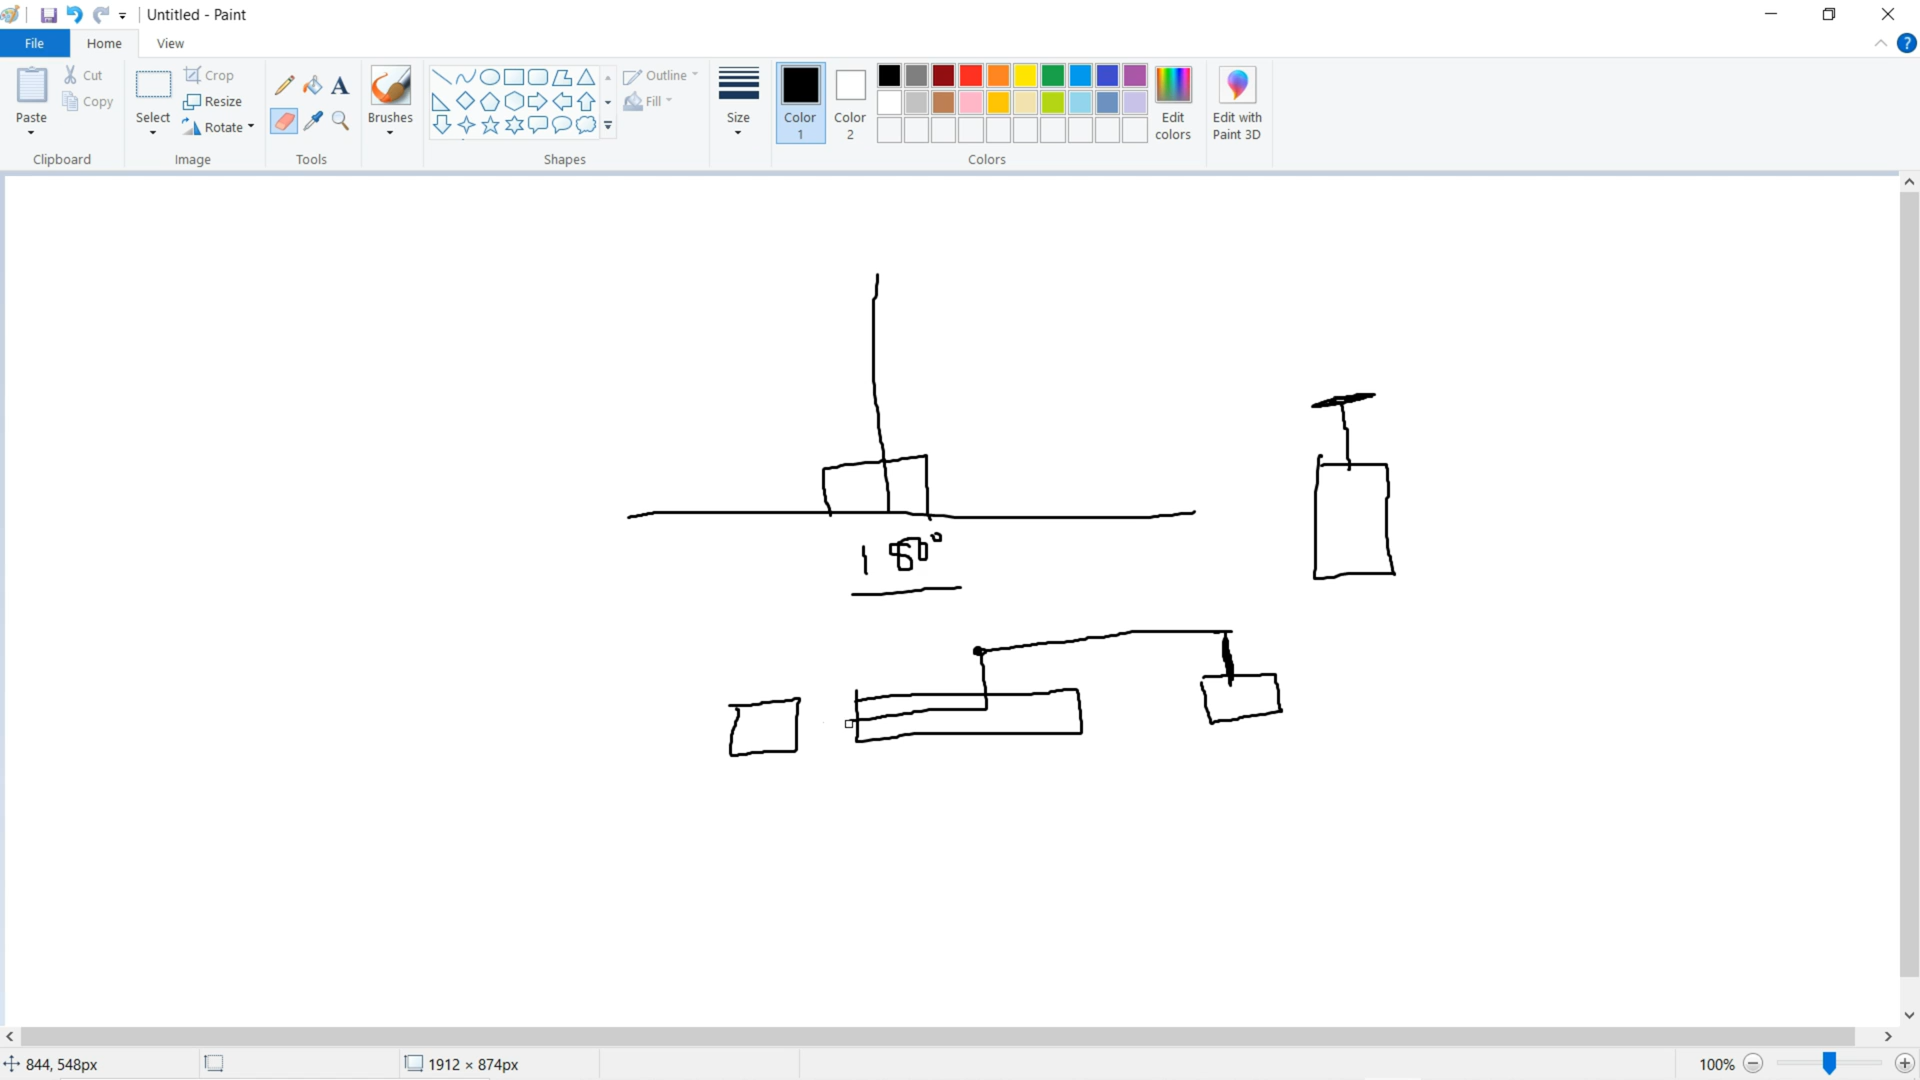 Untitled - Paint
File Home View
Paste
Cut
Copy
Clipboard
Select
Crop
Resize
Rotate
Image
Tools
Brushes
Shapes
Outline
Fill
Size
Color 1
Color 2
Edit colors
Colors
Edit with Paint 3D
180°
844, 548px
1912 × 874px
100%